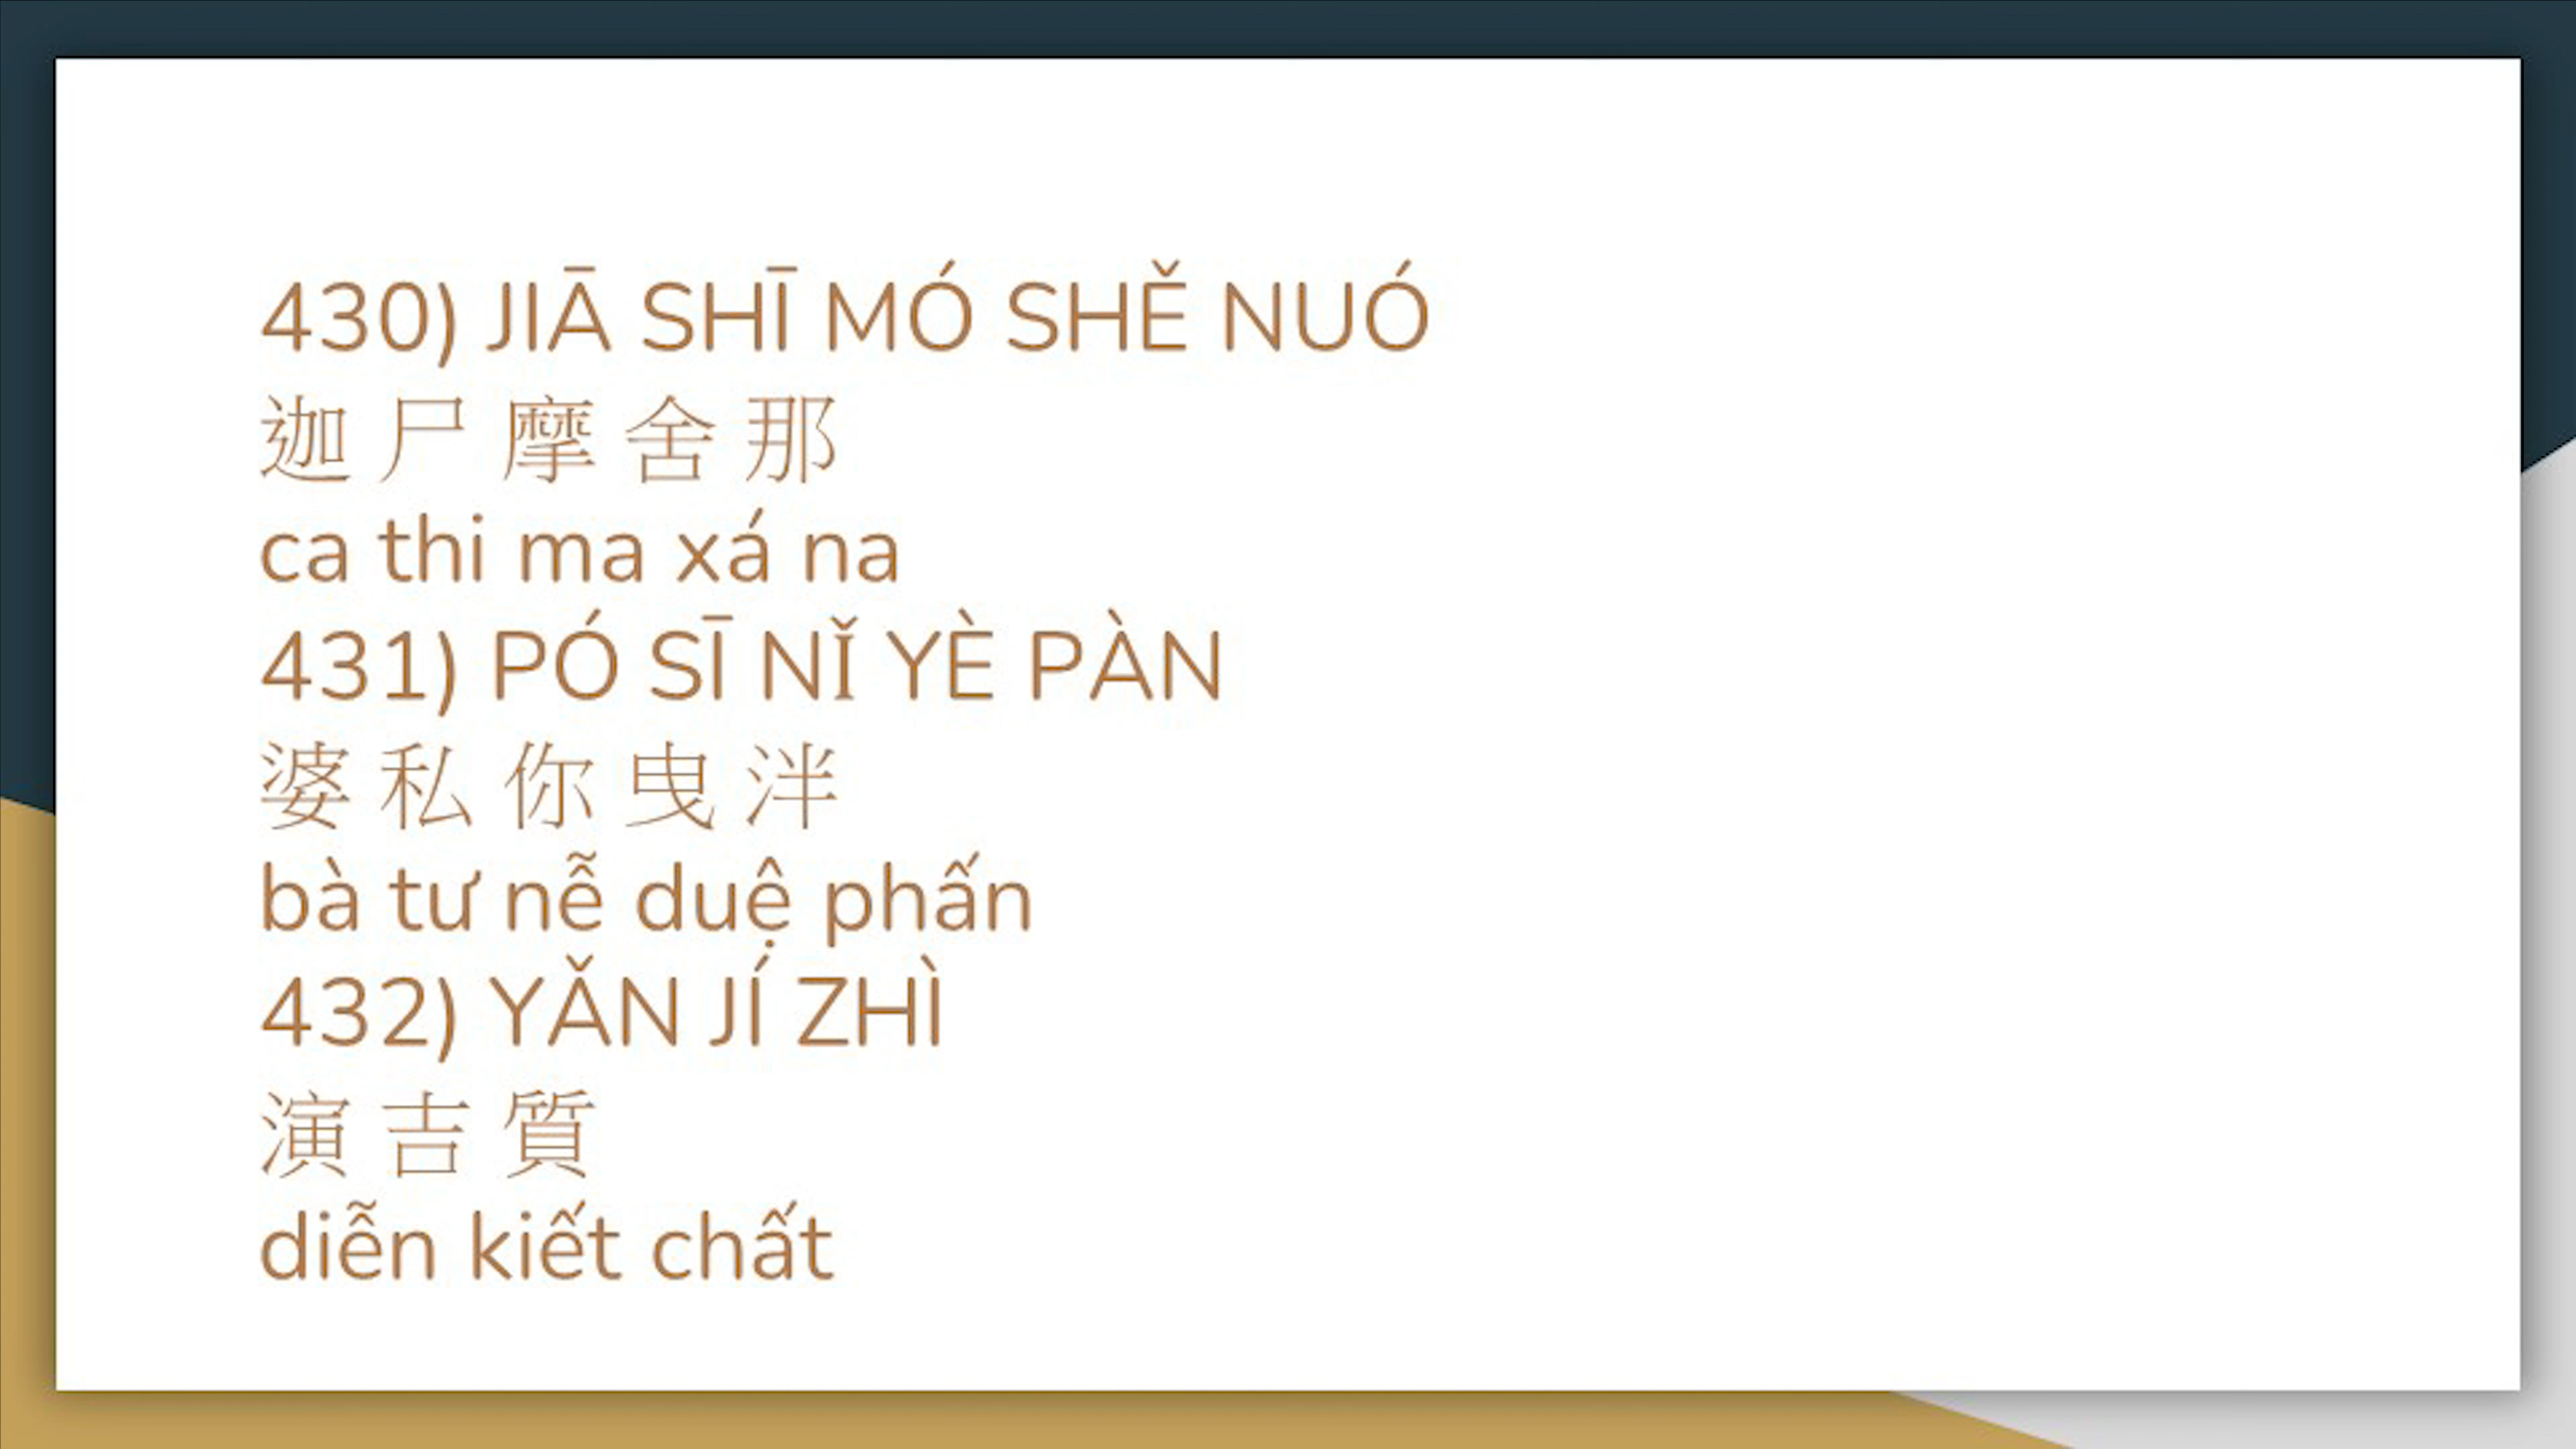 430) JIĀ SHĪ MÓ SHĚ NUÓ
迦 尸 摩 舍 那
ca thi ma xá na
431) PÓ SĪ NǏ YÈ PÀN
婆 私 你 曳 泮
bà tư nễ duệ phấn
432) YǍN JÍ ZHÌ
演 吉 質
diễn kiết chất